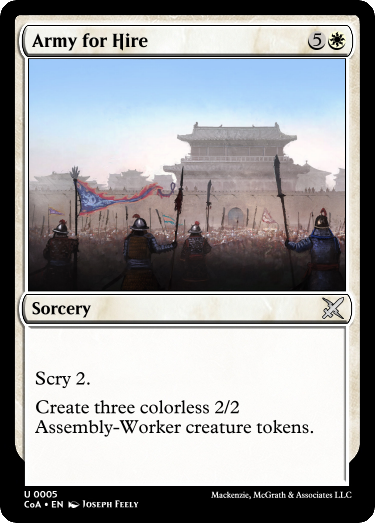 Army for Hire
5
Sorcery
Scry 2.
Create three colorless 2/2
Assembly-Worker creature tokens.
U 0005
CoA • EN Joseph Feely
Mackenzie, McGrath & Associates LLC